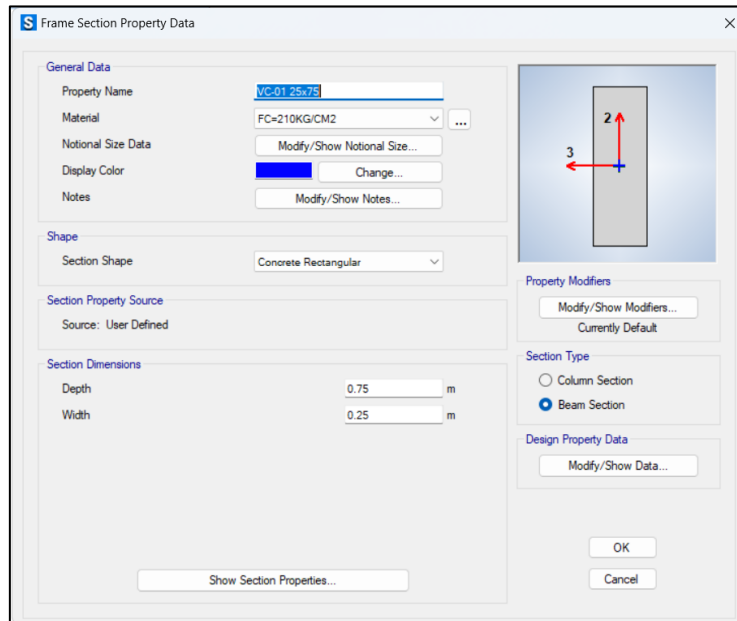 S Frame Section Property Data
General Data
Property Name VC-01 25x75
Material FC=210KG/CM2 ...
Notional Size Data Modify/Show Notional Size...
Display Color Change...
Notes Modify/Show Notes...
Shape
Section Shape Concrete Rectangular
Section Property Source
Source: User Defined
Section Dimensions
Depth 0.75 m
Width 0.25 m
Show Section Properties...
2
3
Property Modifiers
Modify/Show Modifiers...
Currently Default
Section Type
Column Section
Beam Section
Design Property Data
Modify/Show Data...
OK
Cancel